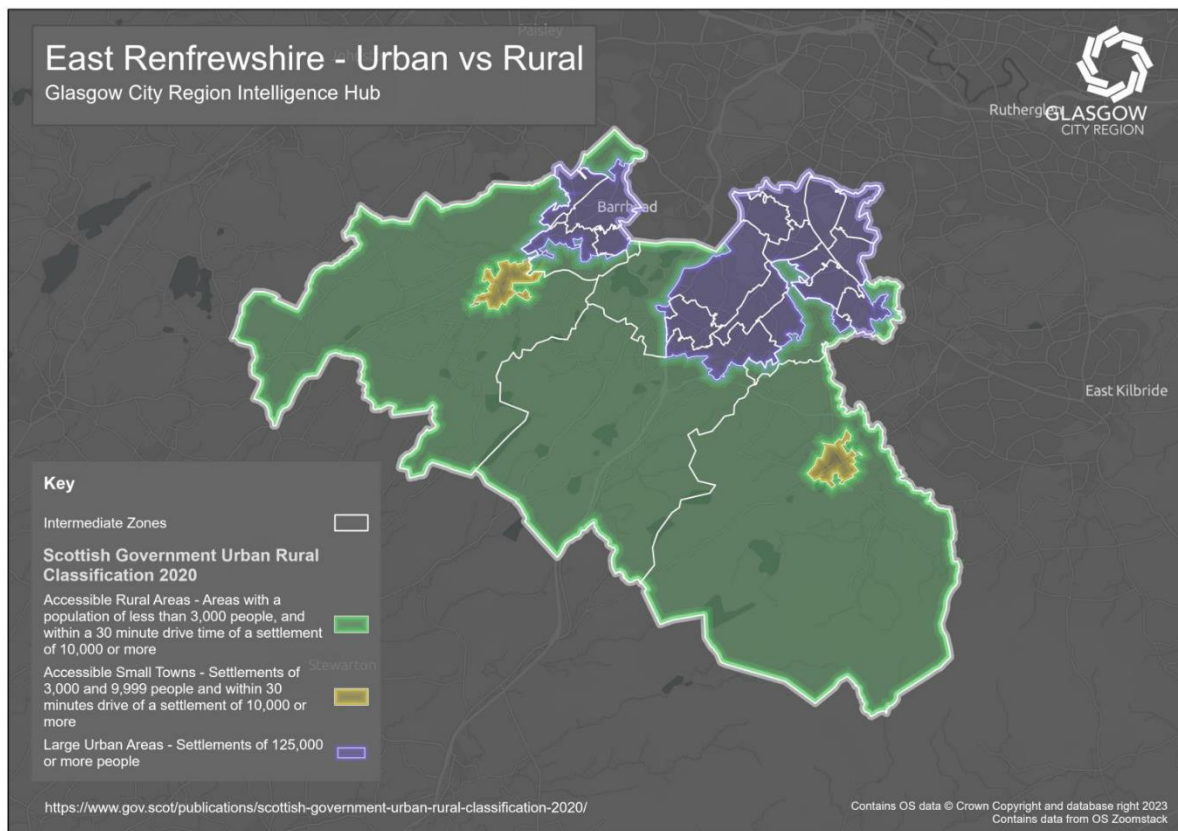 Paisley
East Renfrewshire - Urban vs Rural
Glasgow City Region Intelligence Hub
Rutherglen
GLASGOW
CITY REGION
Barrhead
East Kilbride
Key
Intermediate Zones
Scottish Government Urban Rural
Classification 2020
Accessible Rural Areas - Areas with a
population of less than 3,000 people, and
within a 30 minute drive time of a settlement
of 10,000 or more
Stewarton
Accessible Small Towns - Settlements of
3,000 and 9,999 people and within 30
minutes drive of a settlement of 10,000 or
more
Large Urban Areas - Settlements of 125,000
or more people
https://www.gov.scot/publications/scottish-government-urban-rural-classification-2020/
Contains OS data © Crown Copyright and database right 2023
Contains data from OS Zoomstack